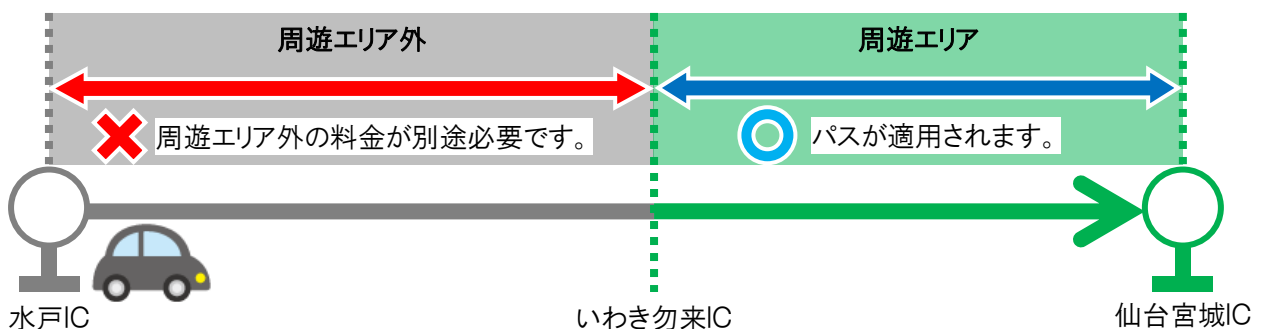 周遊エリア外
周遊エリア
周遊エリア外の料金が別途必要です。
パスが適用されます。
水戸IC
いわき勿来IC
仙台宮城IC